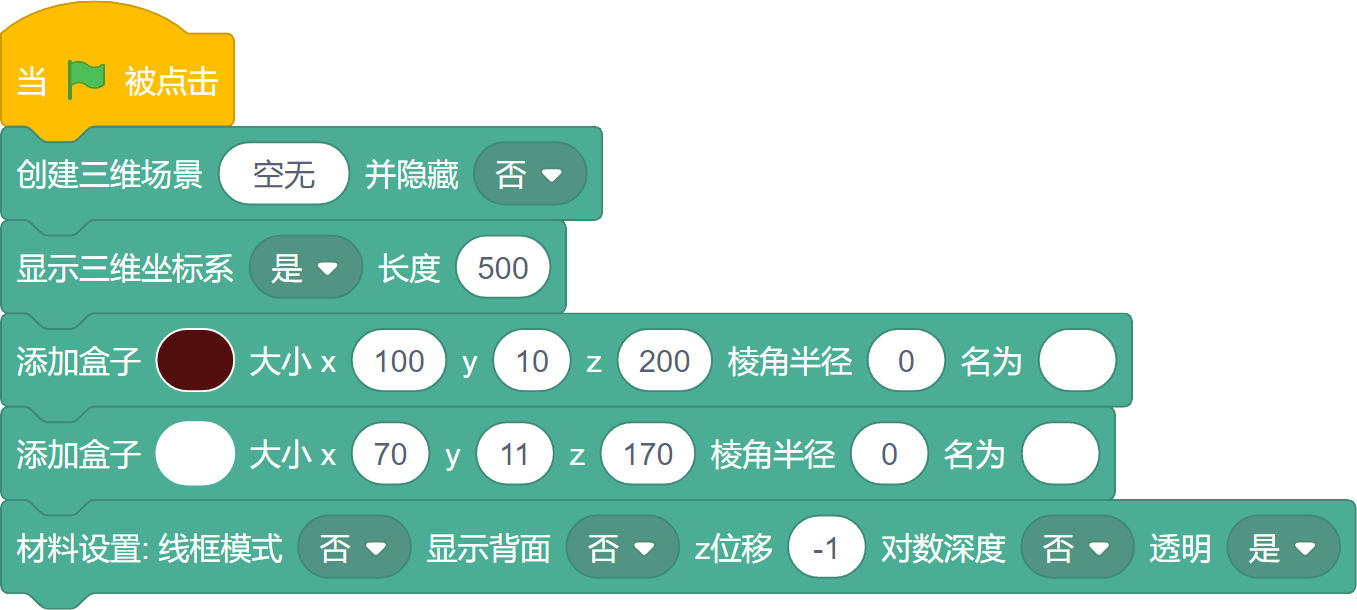 当 被点击
创建三维场景 空无 并隐藏 否
显示三维坐标系 是 长度 500
添加盒子 大小 x 100 y 10 z 200 棱角半径 0 名为
添加盒子 大小 x 70 y 11 z 170 棱角半径 0 名为
材料设置: 线框模式 否 显示背面 否 z位移 -1 对数深度 否 透明 是